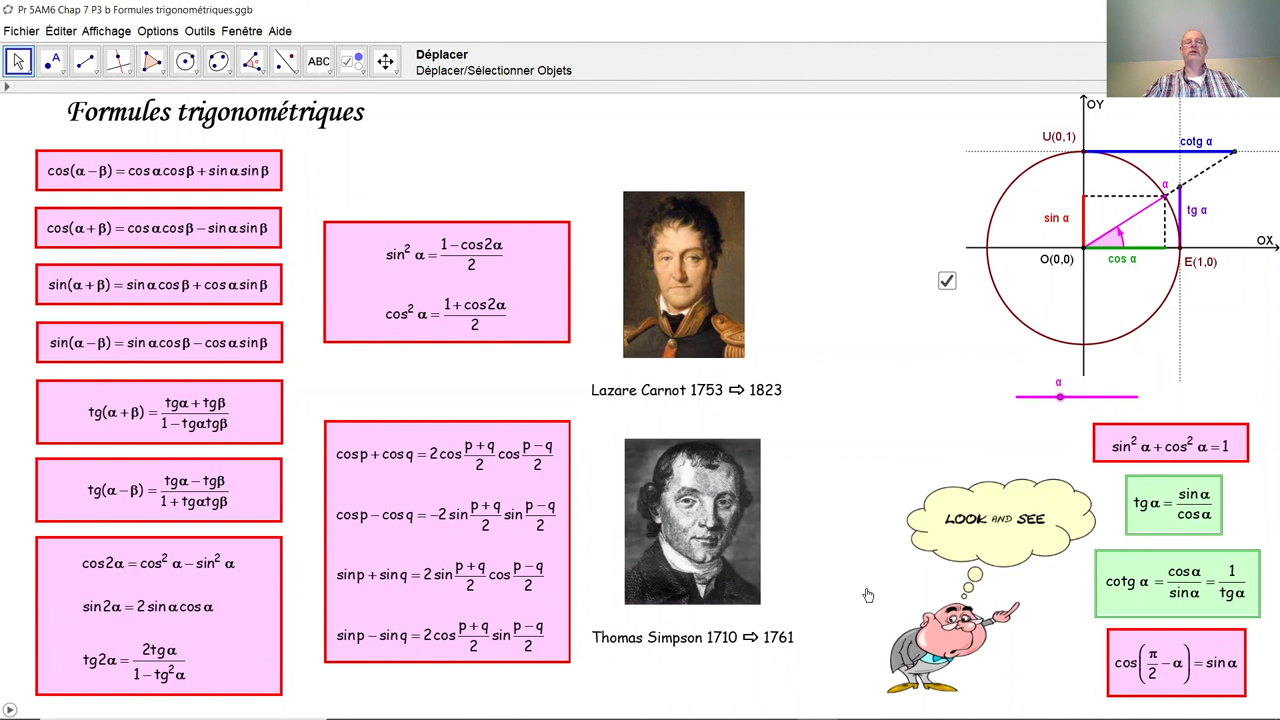 Pr 5AM6 Chap 7 P3 b Formules trigonométriques.ggb
Fichier Éditer Affichage Options Outils Fenêtre Aide
A
ABC
Déplacer
Déplacer/Sélectionner Objets
Formules trigonométriques
cos(α−β)=cosαcosβ+sinαsinβ
cos(α+β)=cosαcosβ−sinαsinβ
sin(α+β)=sinαcosβ+cosαsinβ
sin(α−β)=sinαcosβ−cosαsinβ
tg(α+β)=(tgα+tgβ)/(1−tgαtgβ)
tg(α−β)=(tgα−tgβ)/(1+tgαtgβ)
cos2α=cos² α−sin² α
sin2α=2sinαcosα
tg2α=2tgα/(1−tg²α)
sin² α=(1−cos2α)/2
cos² α=(1+cos2α)/2
cosp+cosq=2cos (p+q)/2 cos (p−q)/2
cosp−cosq=−2sin (p+q)/2 sin (p−q)/2
sinp+sinq=2sin (p+q)/2 cos (p−q)/2
sinp−sinq=2cos (p+q)/2 sin (p−q)/2
Lazare Carnot 1753 ⇨ 1823
Thomas Simpson 1710 ⇨ 1761
OY
U(0,1)
cotg α
α
sin α
tg α
OX
O(0,0)
cos α
E(1,0)
α
LOOK AND SEE
sin² α+cos² α=1
tg α=sinα/cosα
cotg α=cosα/sinα=1/tgα
cos(π/2−α)=sinα